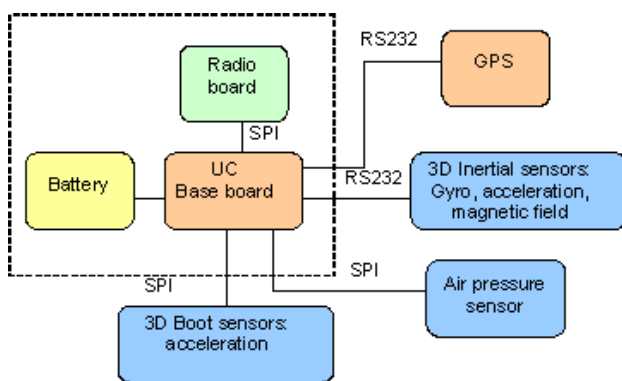 RS232
GPS
Radio
board
SPI
UC
Base board
Battery
RS232
3D Inertial sensors:
Gyro, acceleration,
magnetic field
SPI
Air pressure
sensor
SPI
3D Boot sensors:
acceleration